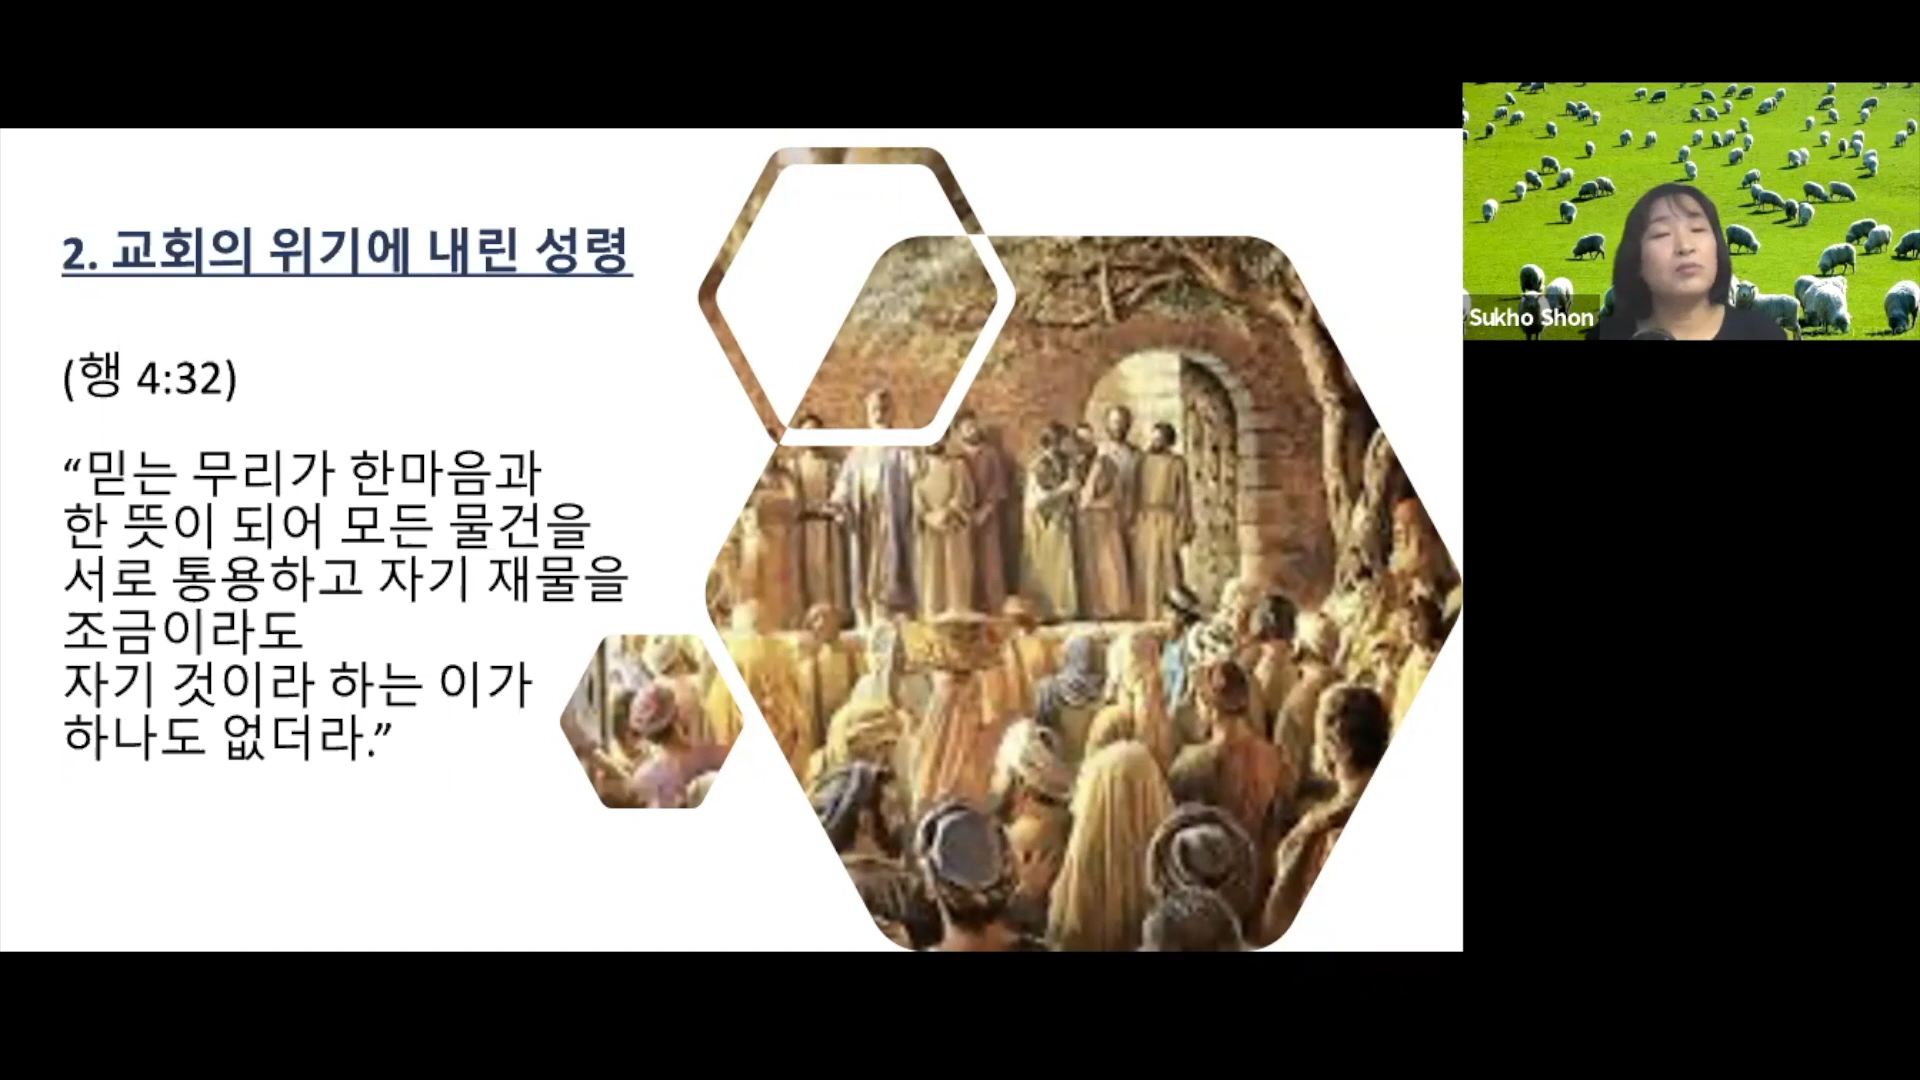 2. 교회의 위기에 내린 성령
(행 4:32)
“믿는 무리가 한마음과
한 뜻이 되어 모든 물건을
서로 통용하고 자기 재물을
조금이라도
자기 것이라 하는 이가
하나도 없더라.”
Sukho Shon